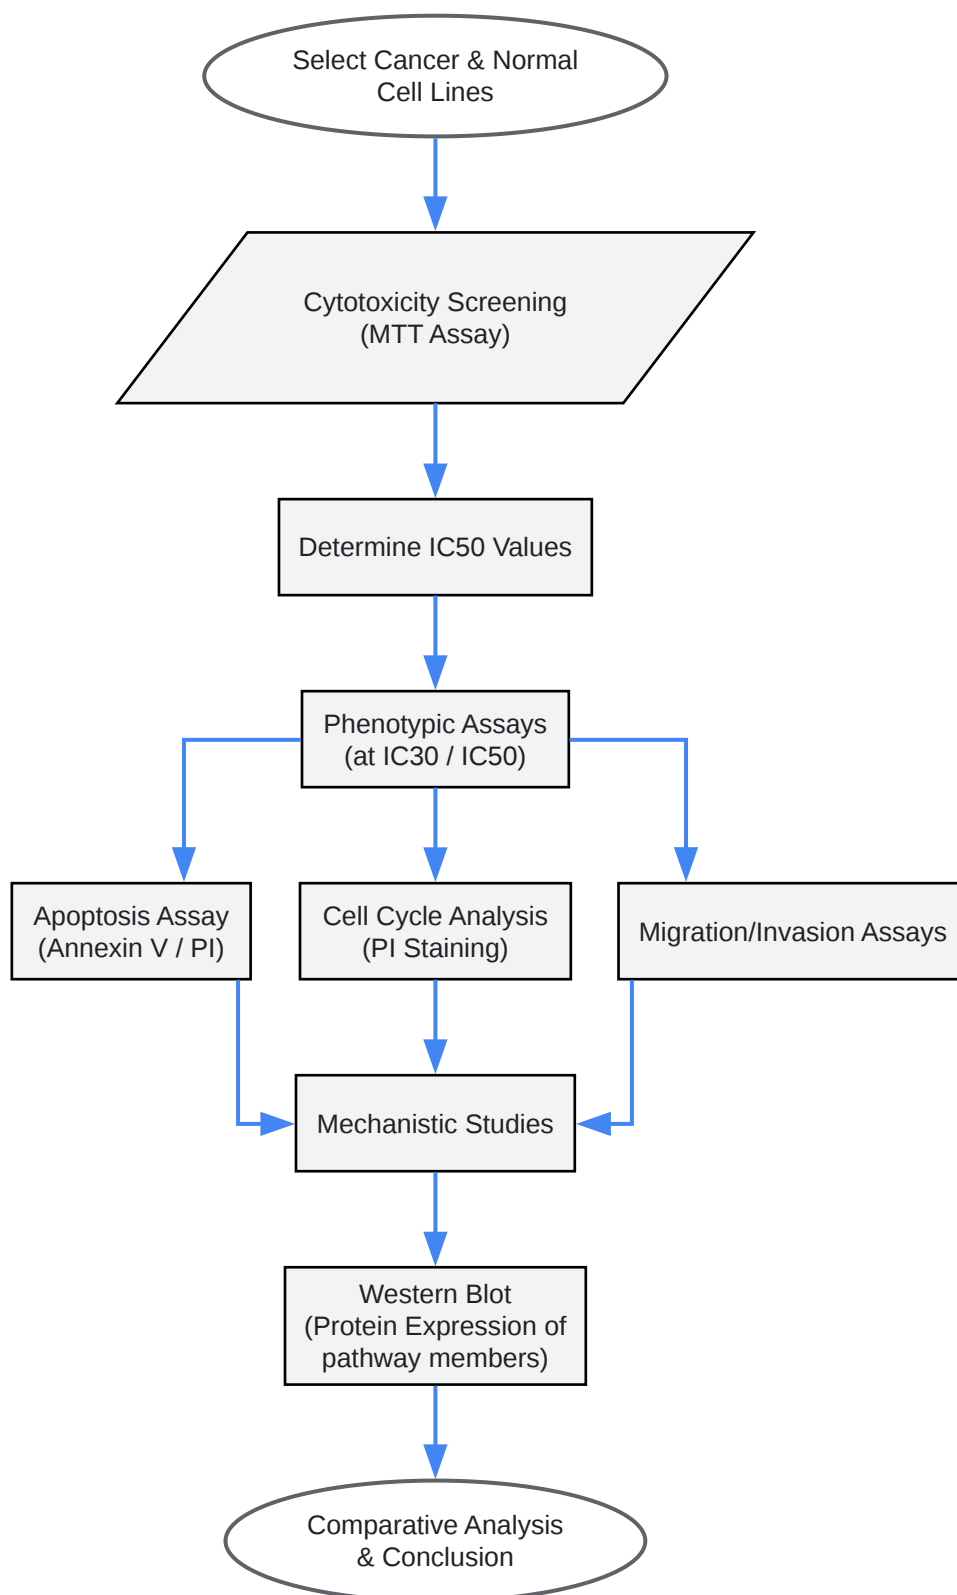 Select Cancer & Normal
Cell Lines
Cytotoxicity Screening
(MTT Assay)
Determine IC50 Values
Phenotypic Assays
(at IC30 / IC50)
Apoptosis Assay
(Annexin V / PI)
Cell Cycle Analysis
(PI Staining)
Migration/Invasion Assays
Mechanistic Studies
Western Blot
(Protein Expression of
pathway members)
Comparative Analysis
& Conclusion